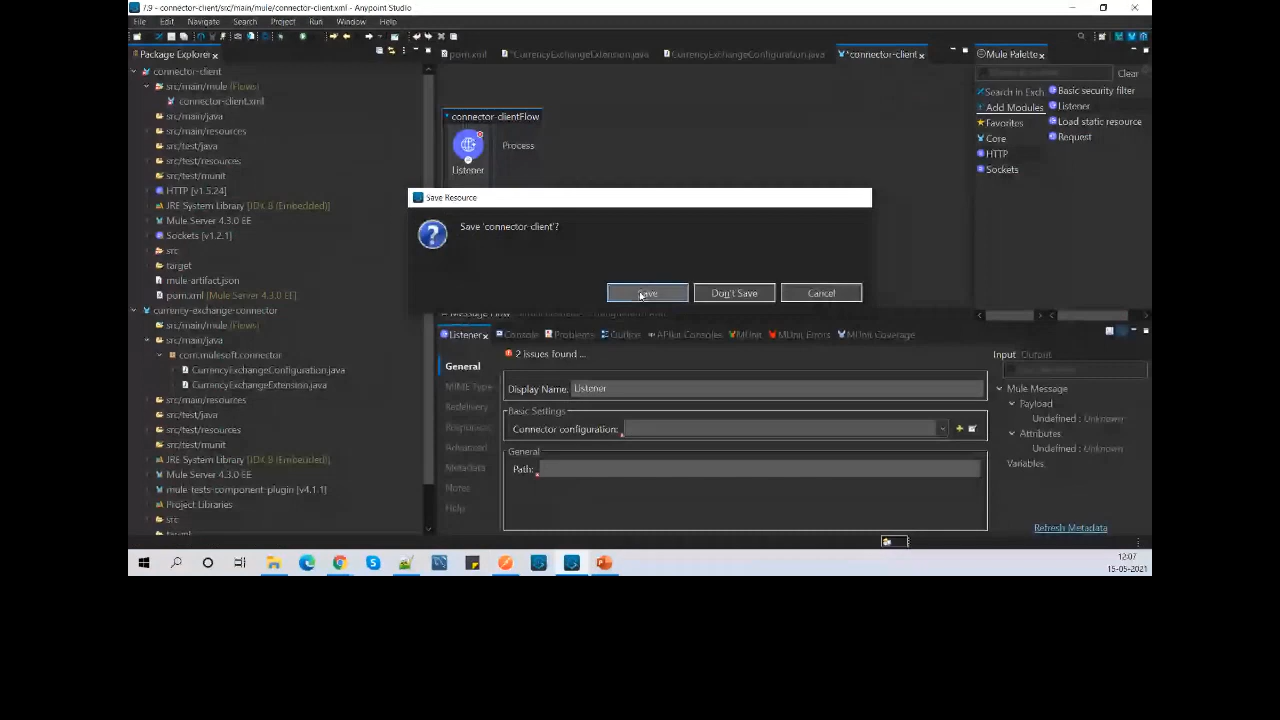 7.9 - connector-client/src/main/mule/connector-client.xml - Anypoint Studio
File Edit Navigate Search Project Run Window Help
Package Explorer
pom.xml
*CurrencyExchangeExtension.java
CurrencyExchangeConfiguration.java
*connector-client
Mule Palette
connector-client
src/main/mule (Flows)
connector-client.xml
src/main/java
src/main/resources
src/test/java
src/test/resources
src/test/munit
HTTP [v1.5.24]
JRE System Library [JDK 8 (Embedded)]
Mule Server 4.3.0 EE
Sockets [v1.2.1]
src
target
mule-artifact.json
pom.xml [Mule Server 4.3.0 EE]
currency-exchange-connector
src/main/mule (Flows)
src/main/java
com.mulesoft.connector
CurrencyExchangeConfiguration.java
CurrencyExchangeExtension.java
src/main/resources
src/test/java
src/test/resources
src/test/munit
JRE System Library [JDK 8 (Embedded)]
Mule Server 4.3.0 EE
mule-tests-component-plugin [v4.1.1]
Project Libraries
src
connector-clientFlow
Listener
Process
Clear
Search in Exch
Add Modules
Favorites
Core
HTTP
Sockets
Basic security filter
Listener
Load static resource
Request
Save Resource
Save 'connector-client'?
Save
Don't Save
Cancel
Listener
Console
Problems
Outline
APIkit Consoles
MUnit
MUnit Errors
MUnit Coverage
General
MIME Type
Redelivery
Responses
Advanced
Metadata
Notes
Help
2 issues found ...
Display Name: Listener
Basic Settings
Connector configuration:
General
Path:
Input Output
Mule Message
Payload
Undefined : Unknown
Attributes
Undefined : Unknown
Variables
Refresh Metadata
12:07
15-05-2021